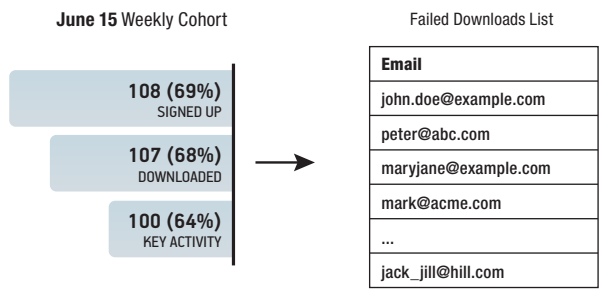 June 15 Weekly Cohort
108 (69%)
SIGNED UP
107 (68%)
DOWNLOADED
100 (64%)
KEY ACTIVITY
Failed Downloads List
Email
john.doe@example.com
peter@abc.com
maryjane@example.com
mark@acme.com
...
jack_jill@hill.com